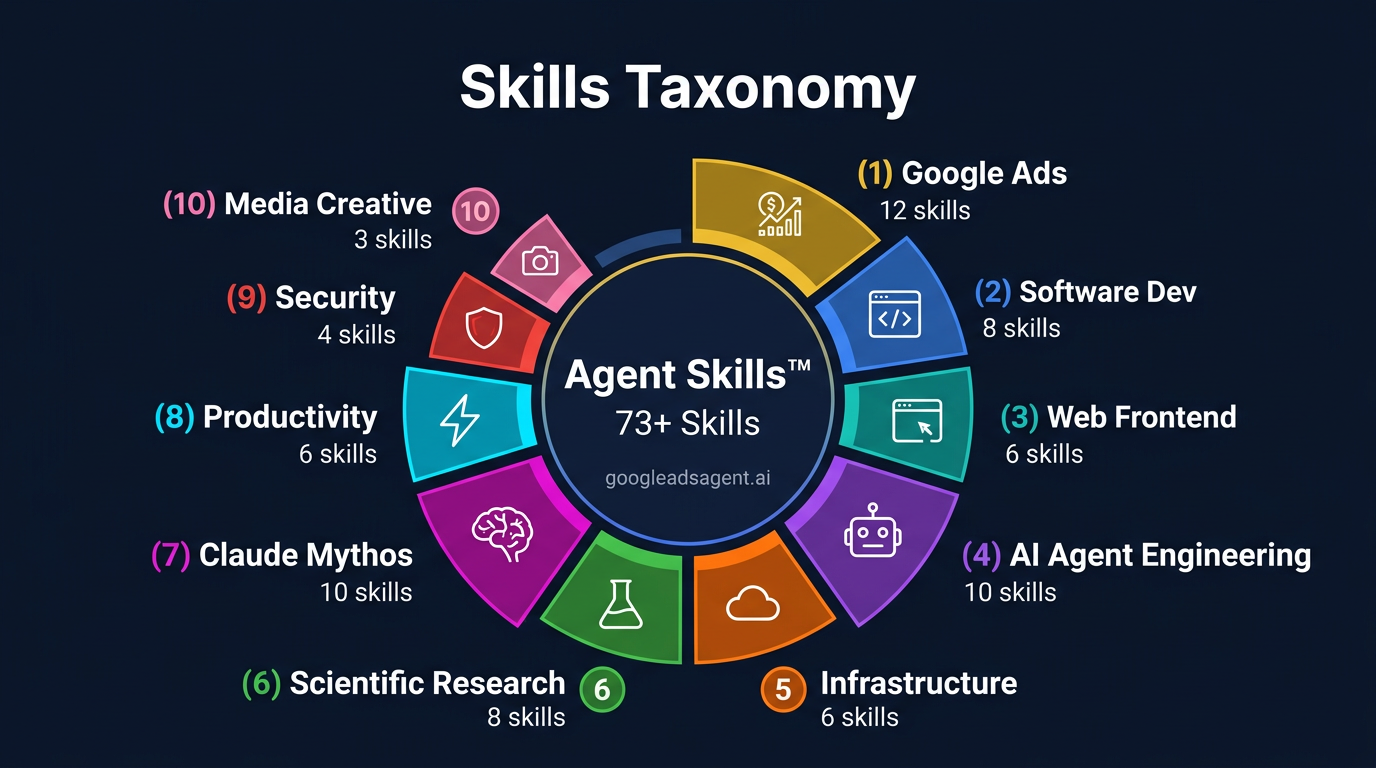 Skills Taxonomy
(1) Google Ads
12 skills
(2) Software Dev
8 skills
(3) Web Frontend
6 skills
(4) AI Agent Engineering
10 skills
5 Infrastructure
6 skills
(6) Scientific Research 6
8 skills
(7) Claude Mythos
10 skills
(8) Productivity
6 skills
(9) Security
4 skills
(10) Media Creative 10
3 skills
Agent Skills™
73+ Skills
googleadsagent.ai
$
</>